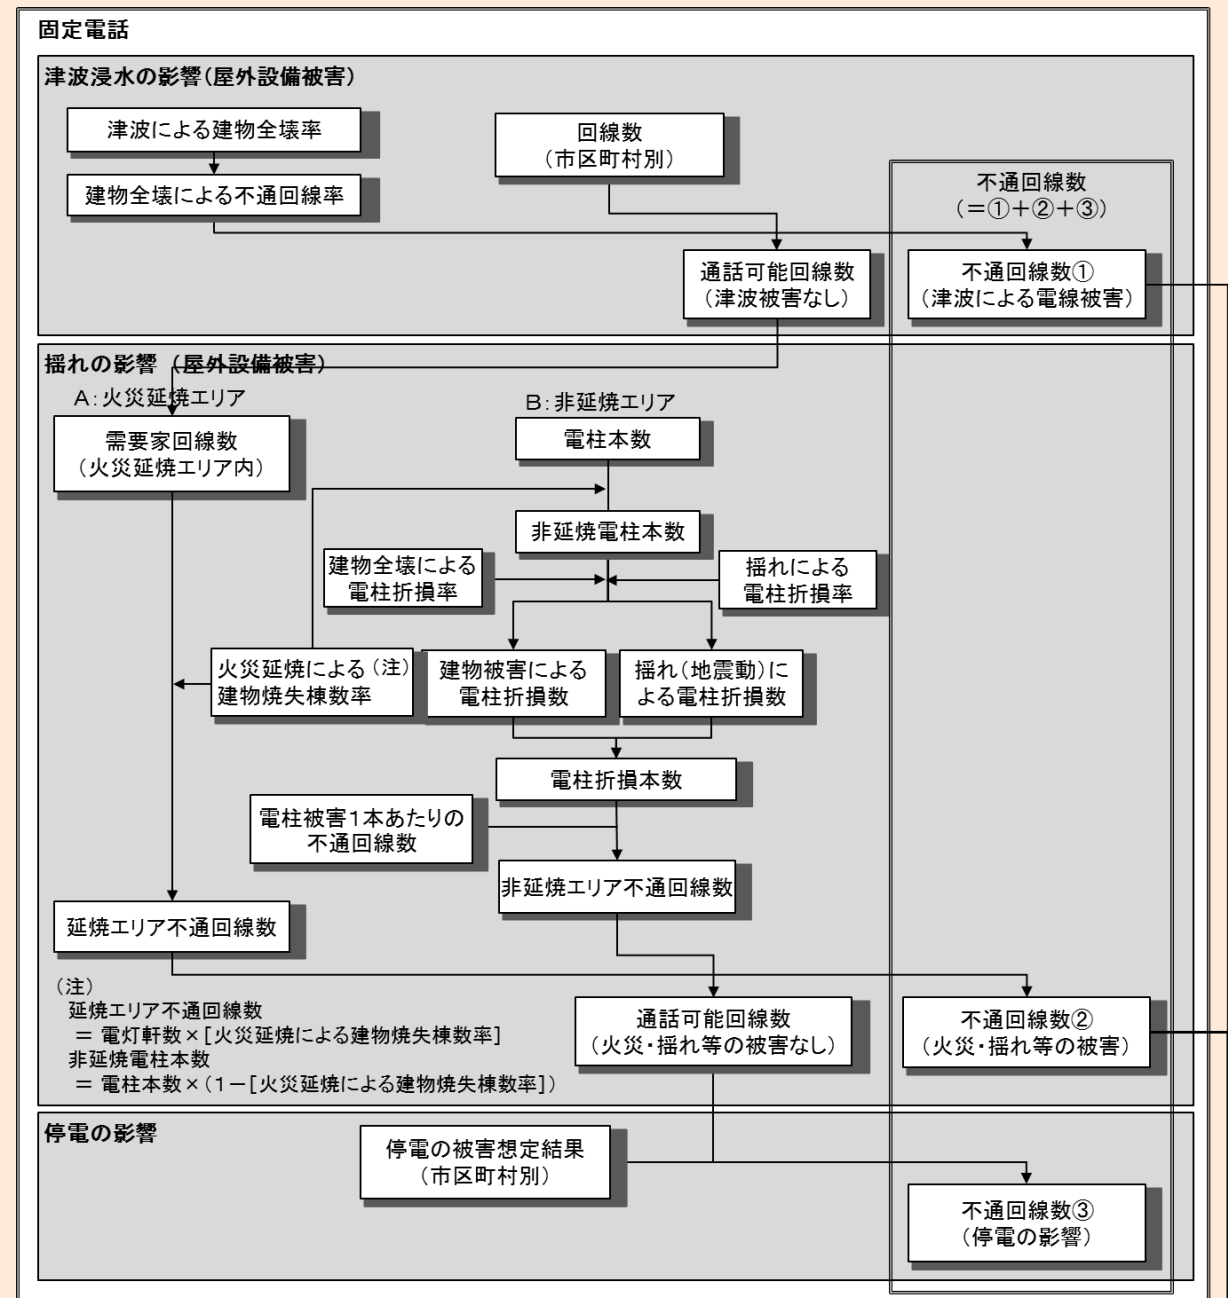 固定電話
津波浸水の影響(屋外設備被害)
津波による建物全壊率
建物全壊による不通回線率
回線数
(市区町村別)
不通回線数
(=①+②+③)
通話可能回線数
(津波被害なし)
不通回線数①
(津波による電線被害)
揺れの影響 (屋外設備被害)
A:火災延焼エリア
B:非延焼エリア
需要家回線数
(火災延焼エリア内)
電柱本数
非延焼電柱本数
建物全壊による
電柱折損率
揺れによる
電柱折損率
火災延焼による(注)
建物焼失棟数率
建物被害による
電柱折損数
揺れ(地震動)に
よる電柱折損数
電柱折損本数
電柱被害1本あたりの
不通回線数
非延焼エリア不通回線数
延焼エリア不通回線数
(注)
延焼エリア不通回線数
= 電灯軒数×[火災延焼による建物焼失棟数率]
非延焼電柱本数
= 電柱本数×(1-[火災延焼による建物焼失棟数率])
通話可能回線数
(火災・揺れ等の被害なし)
不通回線数②
(火災・揺れ等の被害)
停電の影響
停電の被害想定結果
(市区町村別)
不通回線数③
(停電の影響)